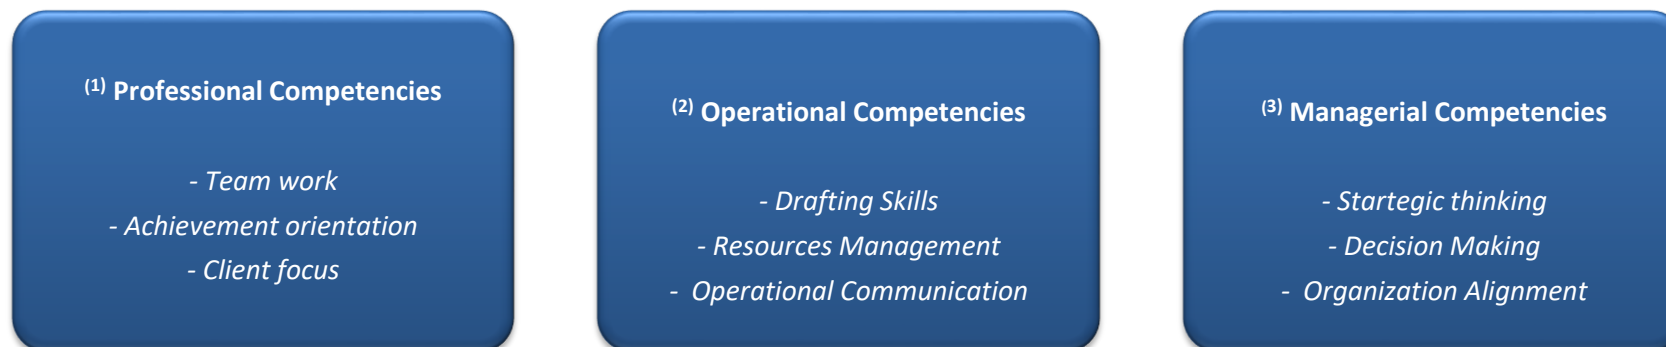 (1) Professional Competencies
- Team work
- Achievement orientation
- Client focus
(2) Operational Competencies
- Drafting Skills
- Resources Management
- Operational Communication
(3) Managerial Competencies
- Startegic thinking
- Decision Making
- Organization Alignment